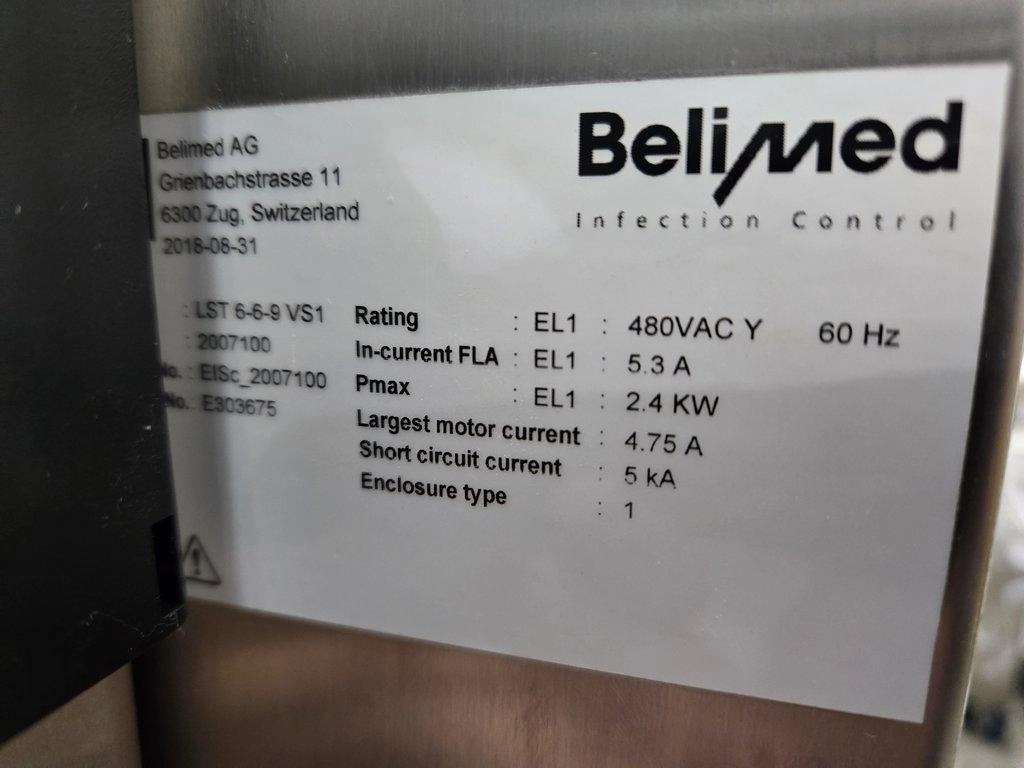 Belimed AG
Grienbachstrasse 11
6300 Zug, Switzerland
2018-08-31
Belimed
Infection Control
: LST 6-6-9 VS1
: 2007100
No. : EISc_2007100
No. : E303675
Rating : EL1 : 480VAC Y 60 Hz
In-current FLA : EL1 : 5.3 A
Pmax : EL1 : 2.4 KW
Largest motor current : 4.75 A
Short circuit current : 5 kA
Enclosure type : 1